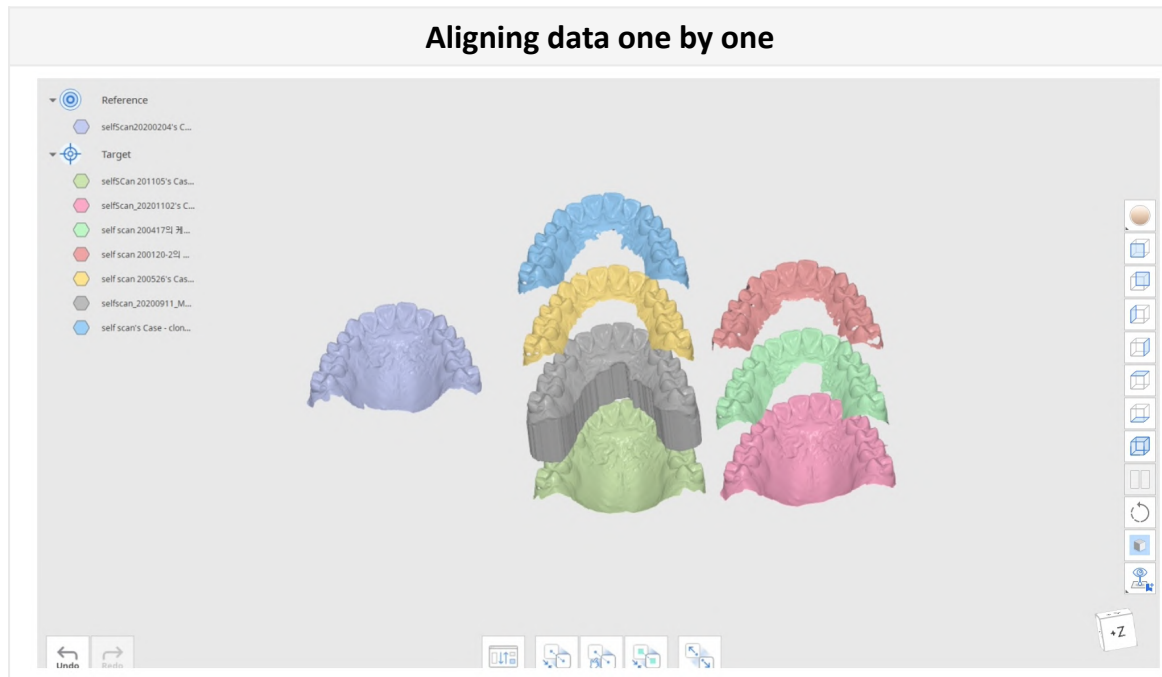 Aligning data one by one
Reference
selfScan20200204's C...
Target
selfSCan 201105's Cas...
selfScan_20201102's C...
self scan 200417의 케...
self scan 200120-2의 ...
self scan 200526's Cas...
selfscan_20200911_M...
self scan's Case - clon...
Undo
Redo
+Z